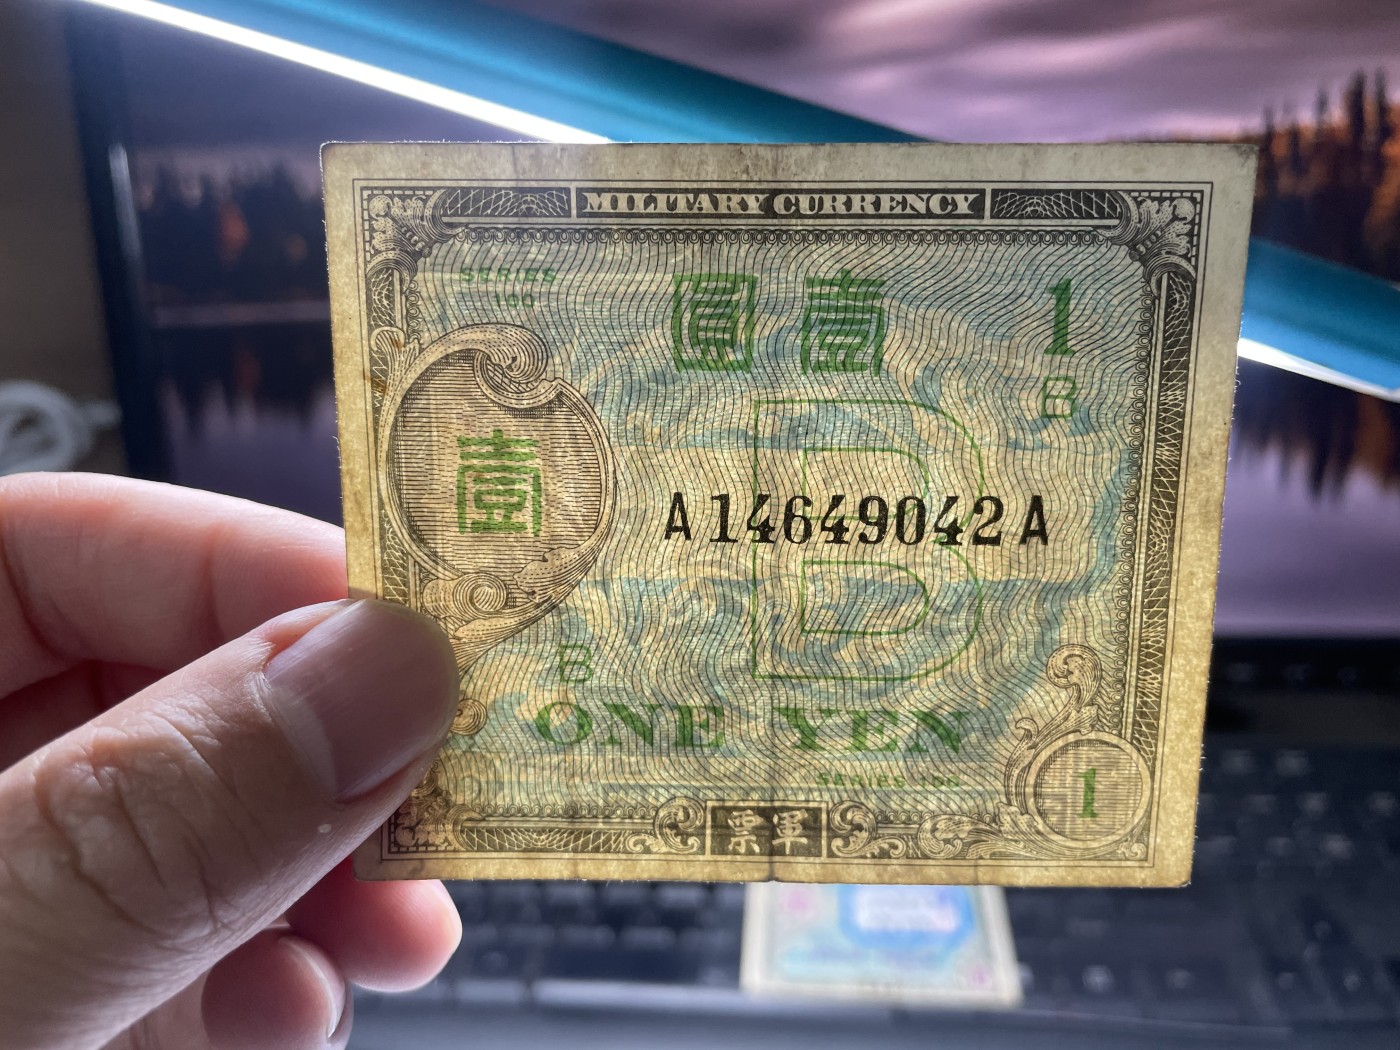 MILITARY CURRENCY
SERIES
100
圓壹
1
B
壹
B
A14649042A
B
ONE YEN
SERIES 100
1
票軍